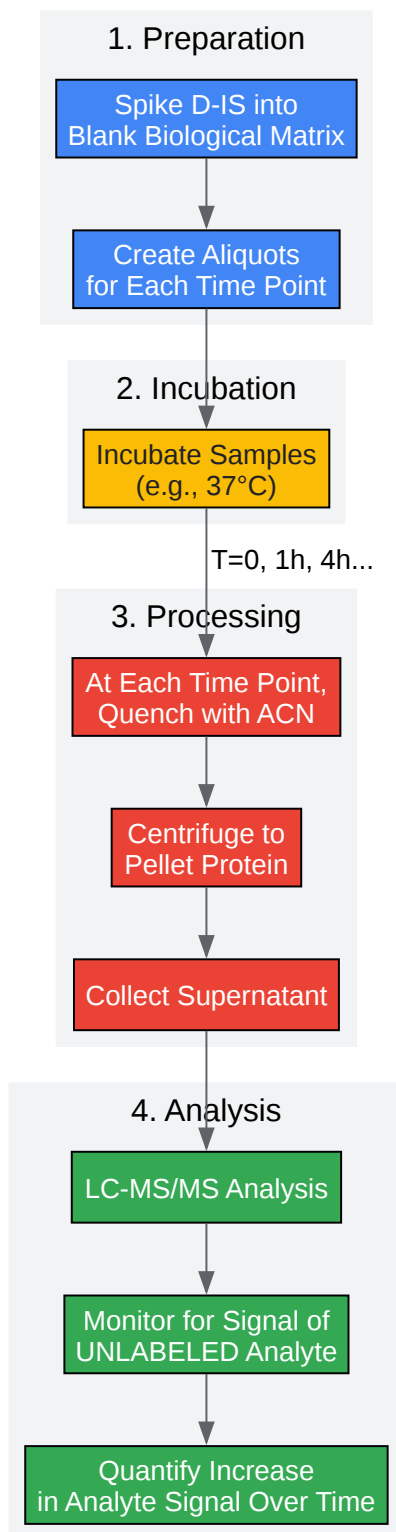 1. Preparation
Spike D-IS into
Blank Biological Matrix
Create Aliquots
for Each Time Point
2. Incubation
Incubate Samples
(e.g., 37°C)
T=0, 1h, 4h...
3. Processing
At Each Time Point,
Quench with ACN
Centrifuge to
Pellet Protein
Collect Supernatant
4. Analysis
LC-MS/MS Analysis
Monitor for Signal of
UNLABELED Analyte
Quantify Increase
in Analyte Signal Over Time